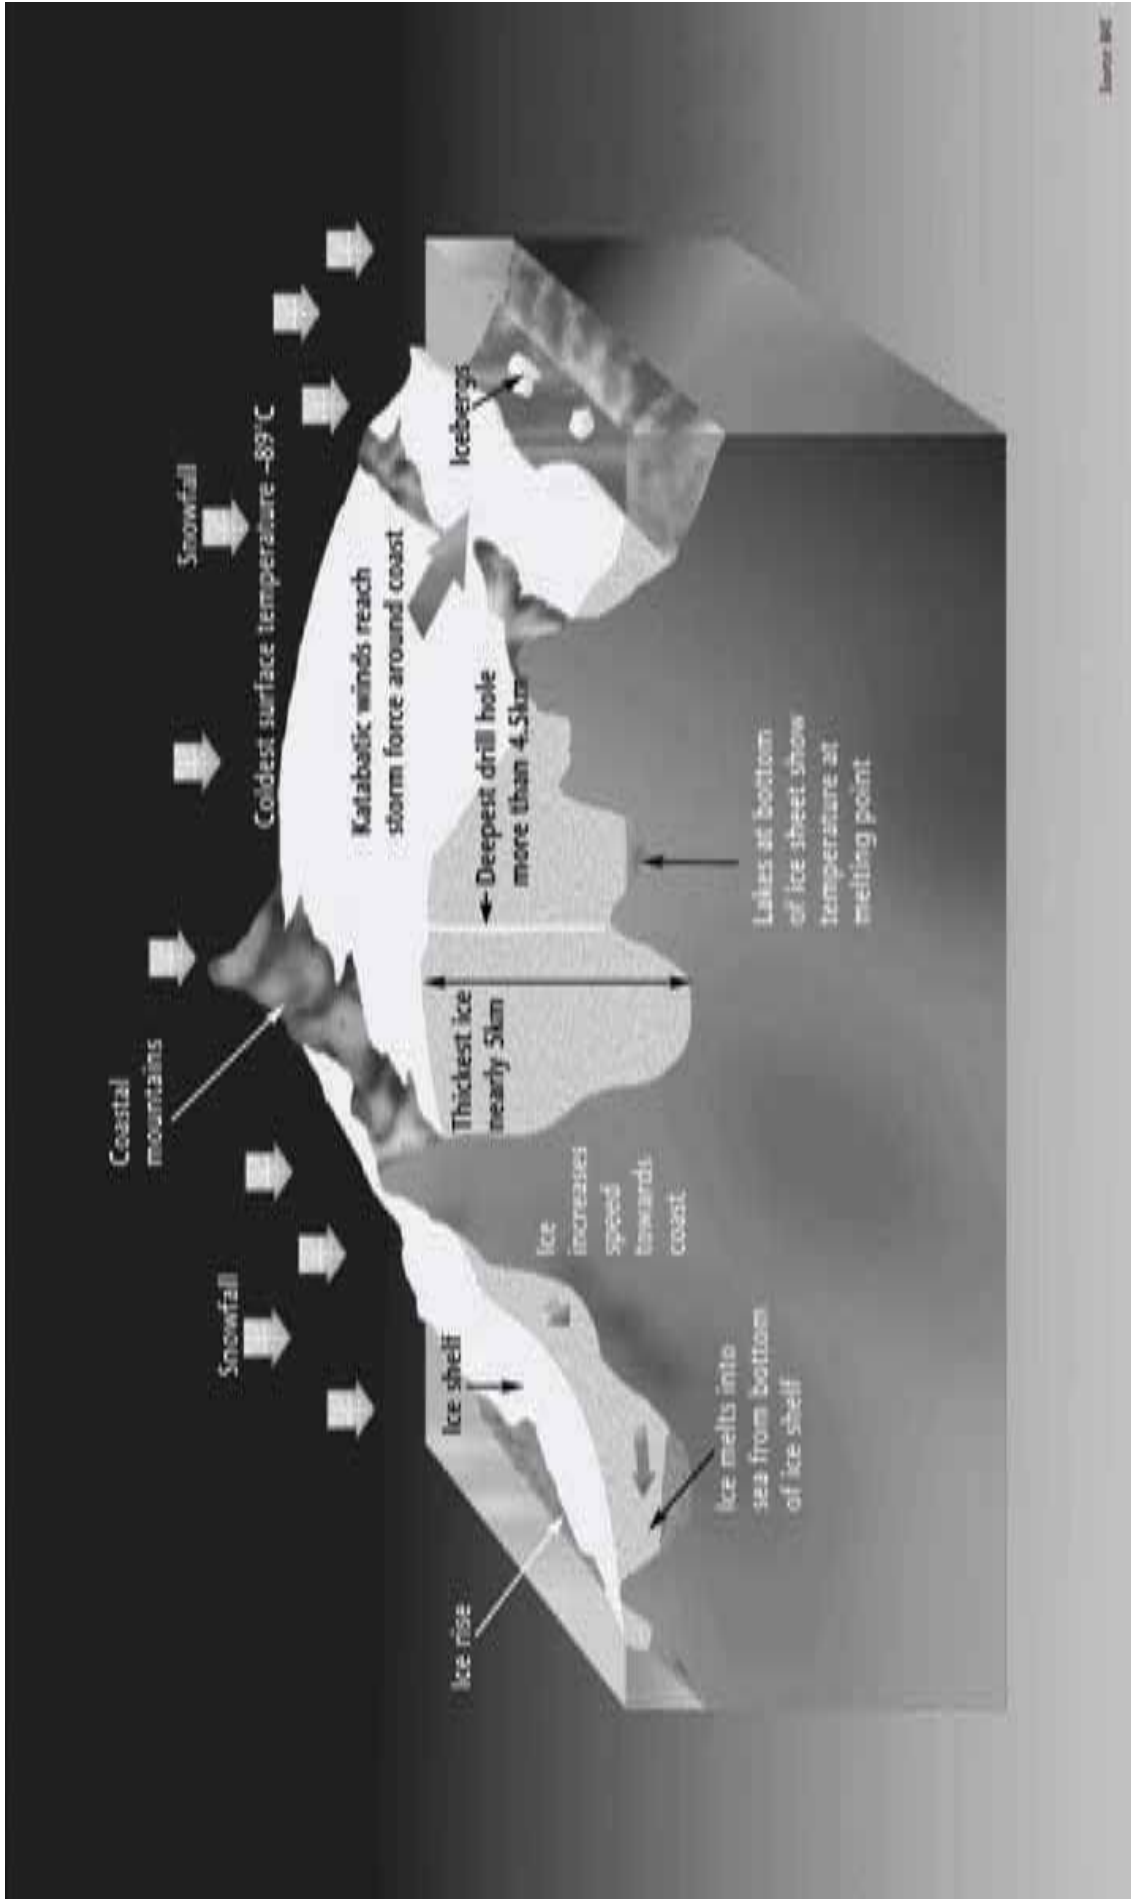 Snowfall
Coastal
mountains
Snowfall
Coldest surface temperature –89°C
Ice rise
Ice shelf
Katabatic winds reach
storm force around coast
Icebergs
Thickest ice
nearly 5km
Deepest drill hole
more than 4.5km
Ice
increases
speed
towards
coast
Ice melts into
sea from bottom
of ice shelf
Lakes at bottom
of ice sheet show
temperature at
melting point